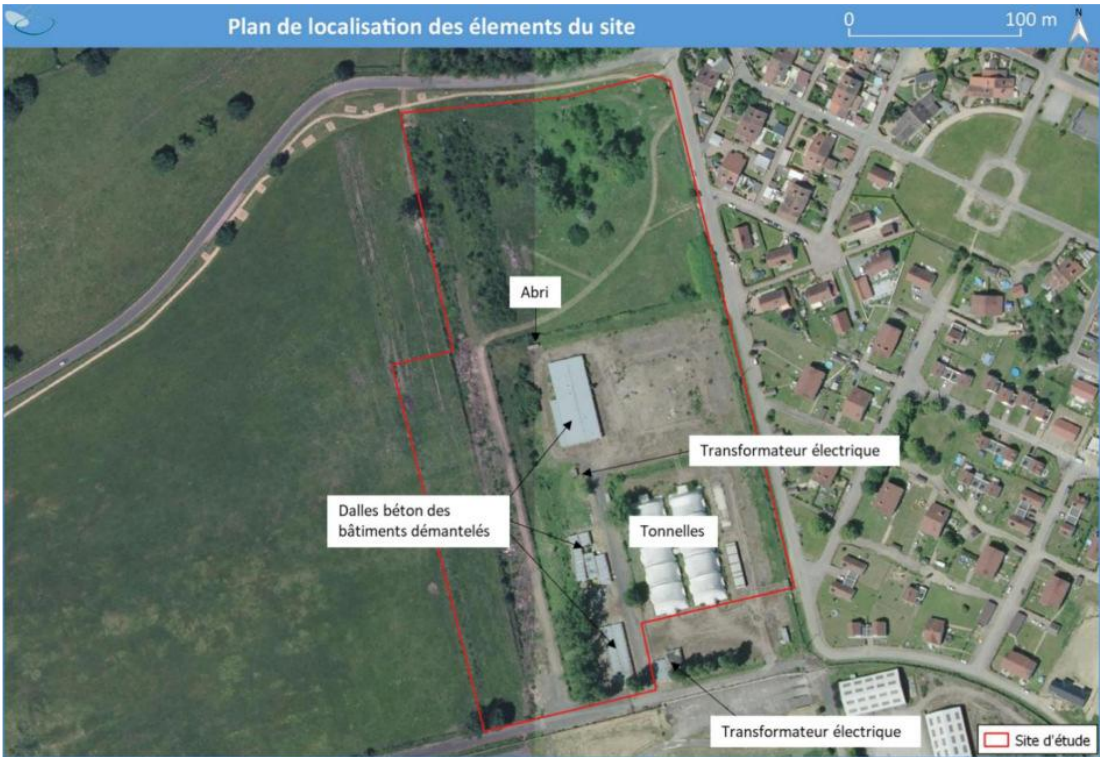 Plan de localisation des élements du site
0 100 m
N
Abri
Transformateur électrique
Dalles béton des
bâtiments démantelés
Tonnelles
Transformateur électrique
Site d'étude